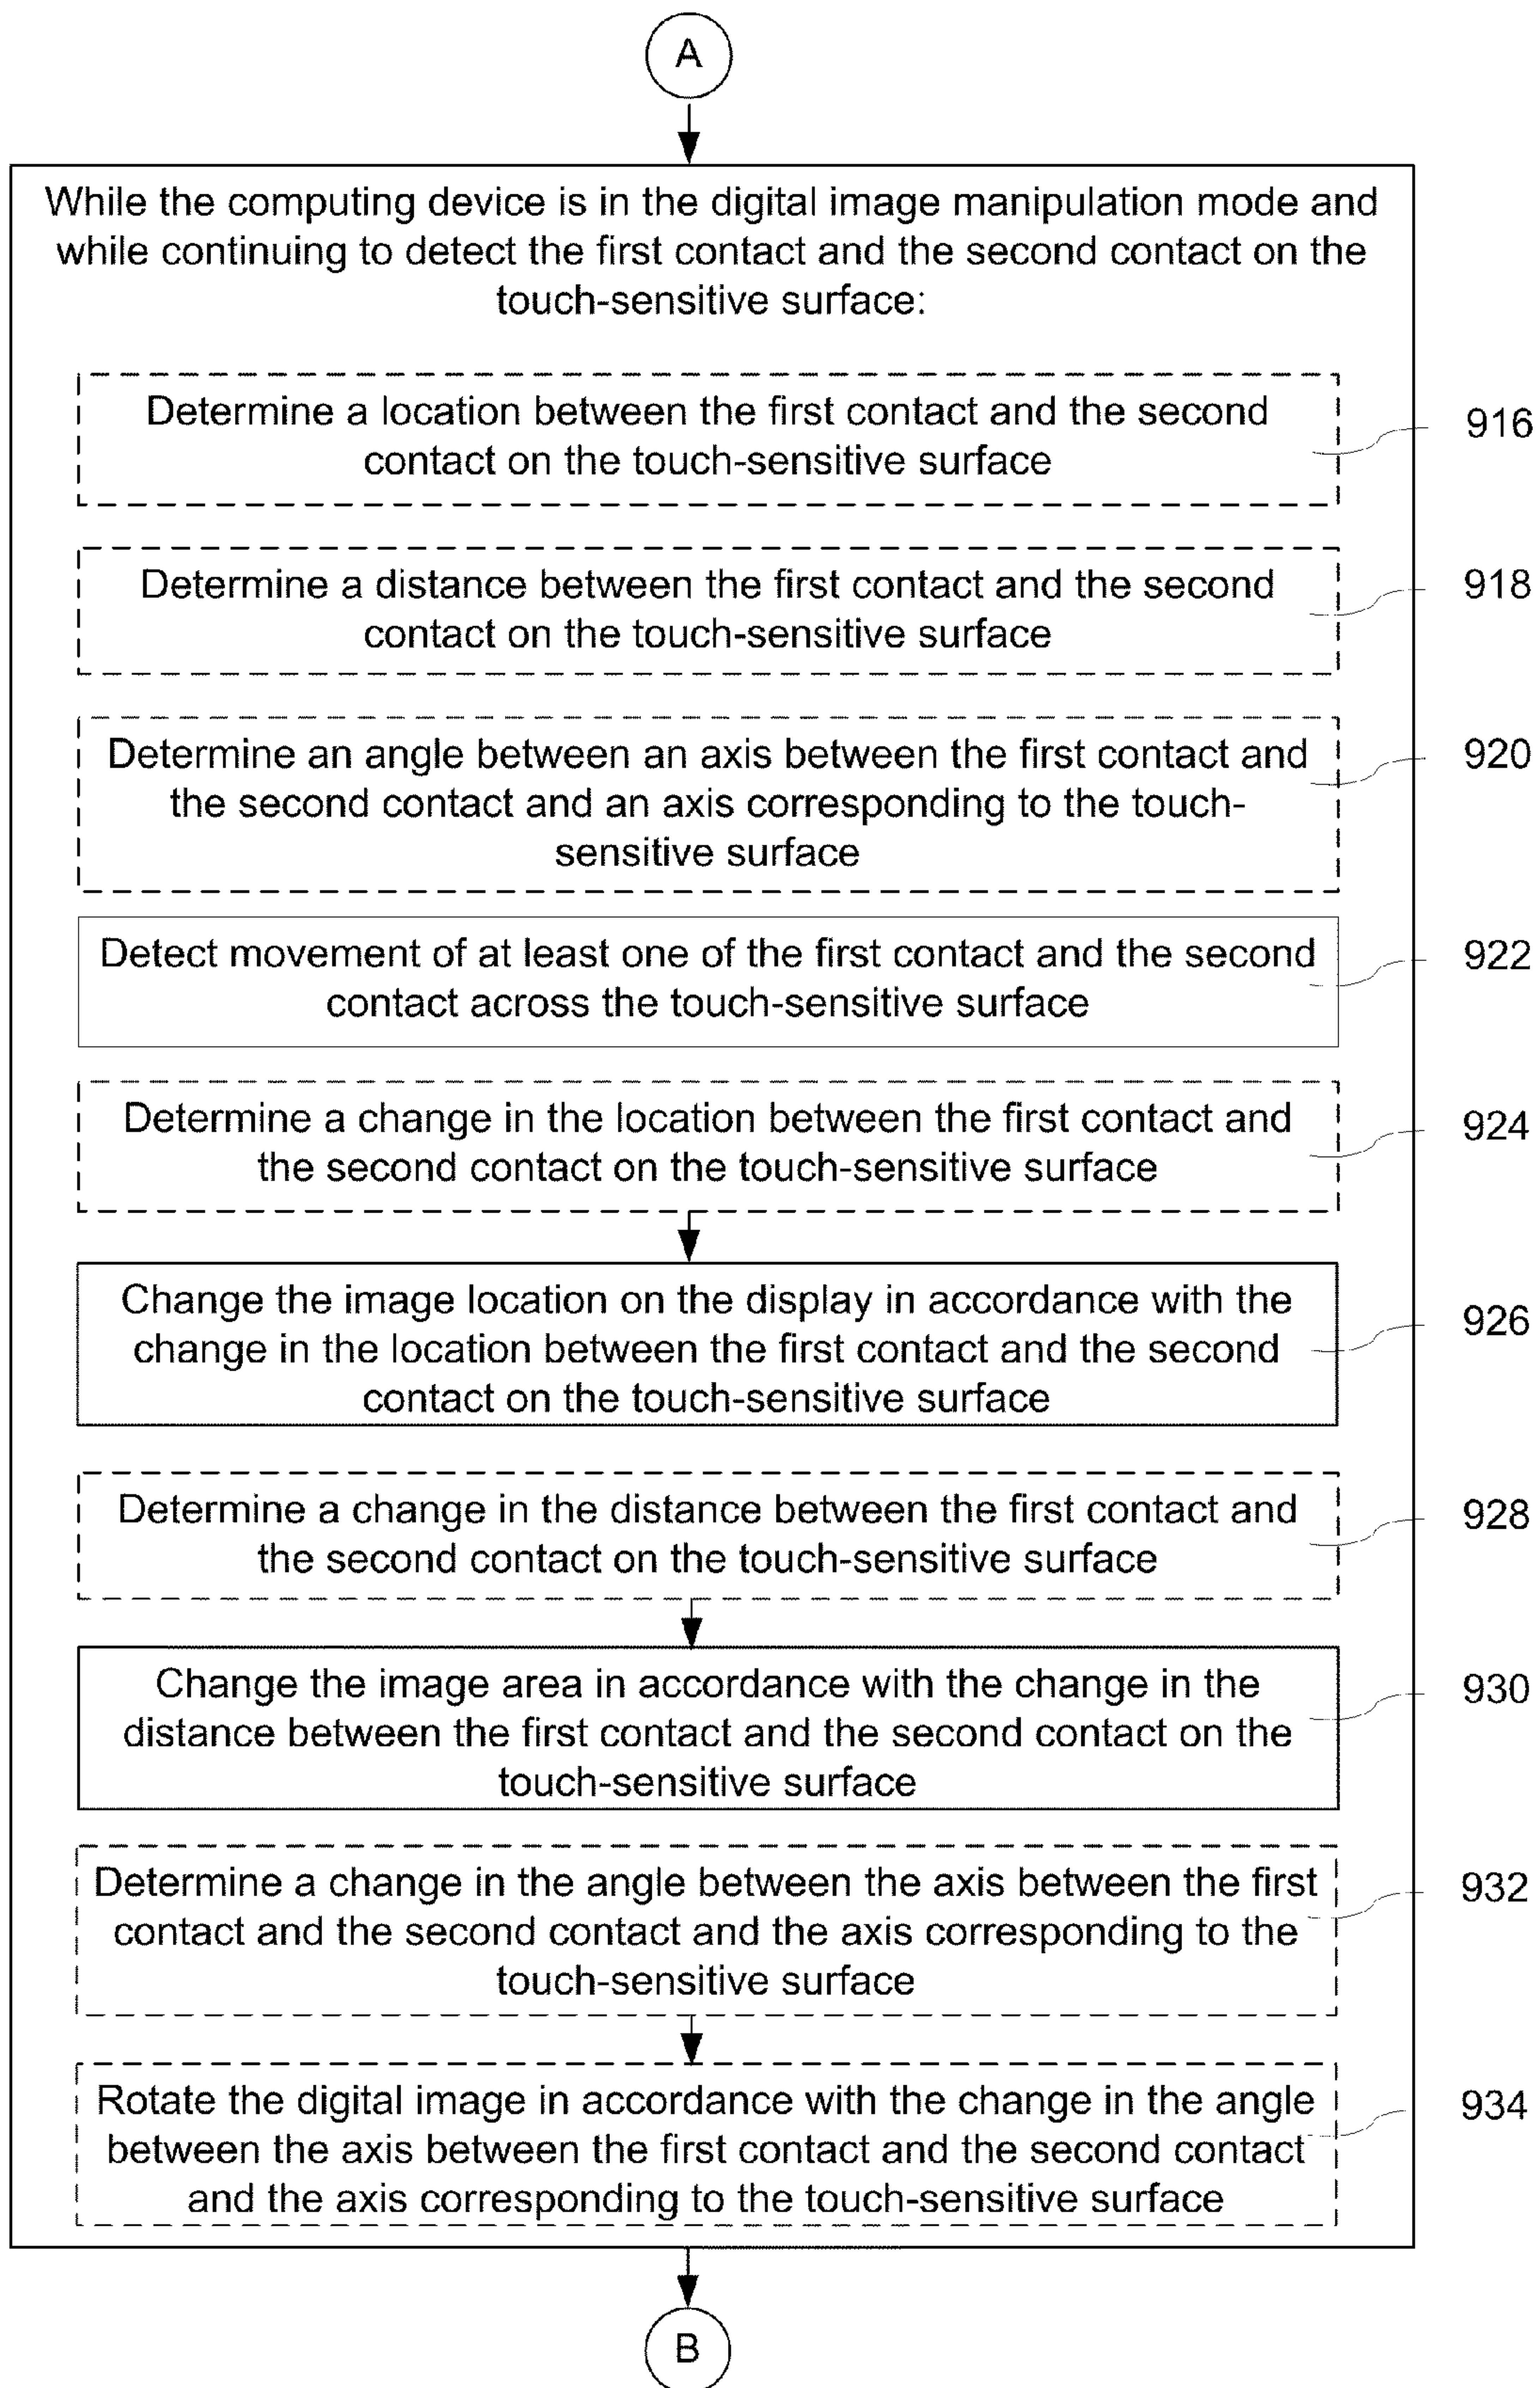 A
While the computing device is in the digital image manipulation mode and
while continuing to detect the first contact and the second contact on the
touch-sensitive surface:
Determine a location between the first contact and the second
contact on the touch-sensitive surface
916
Determine a distance between the first contact and the second
contact on the touch-sensitive surface
918
Determine an angle between an axis between the first contact and
the second contact and an axis corresponding to the touch-
sensitive surface
920
Detect movement of at least one of the first contact and the second
contact across the touch-sensitive surface
922
Determine a change in the location between the first contact and
the second contact on the touch-sensitive surface
924
Change the image location on the display in accordance with the
change in the location between the first contact and the second
contact on the touch-sensitive surface
926
Determine a change in the distance between the first contact and
the second contact on the touch-sensitive surface
928
Change the image area in accordance with the change in the
distance between the first contact and the second contact on the
touch-sensitive surface
930
Determine a change in the angle between the axis between the first
contact and the second contact and the axis corresponding to the
touch-sensitive surface
932
Rotate the digital image in accordance with the change in the angle
between the axis between the first contact and the second contact
and the axis corresponding to the touch-sensitive surface
934
B